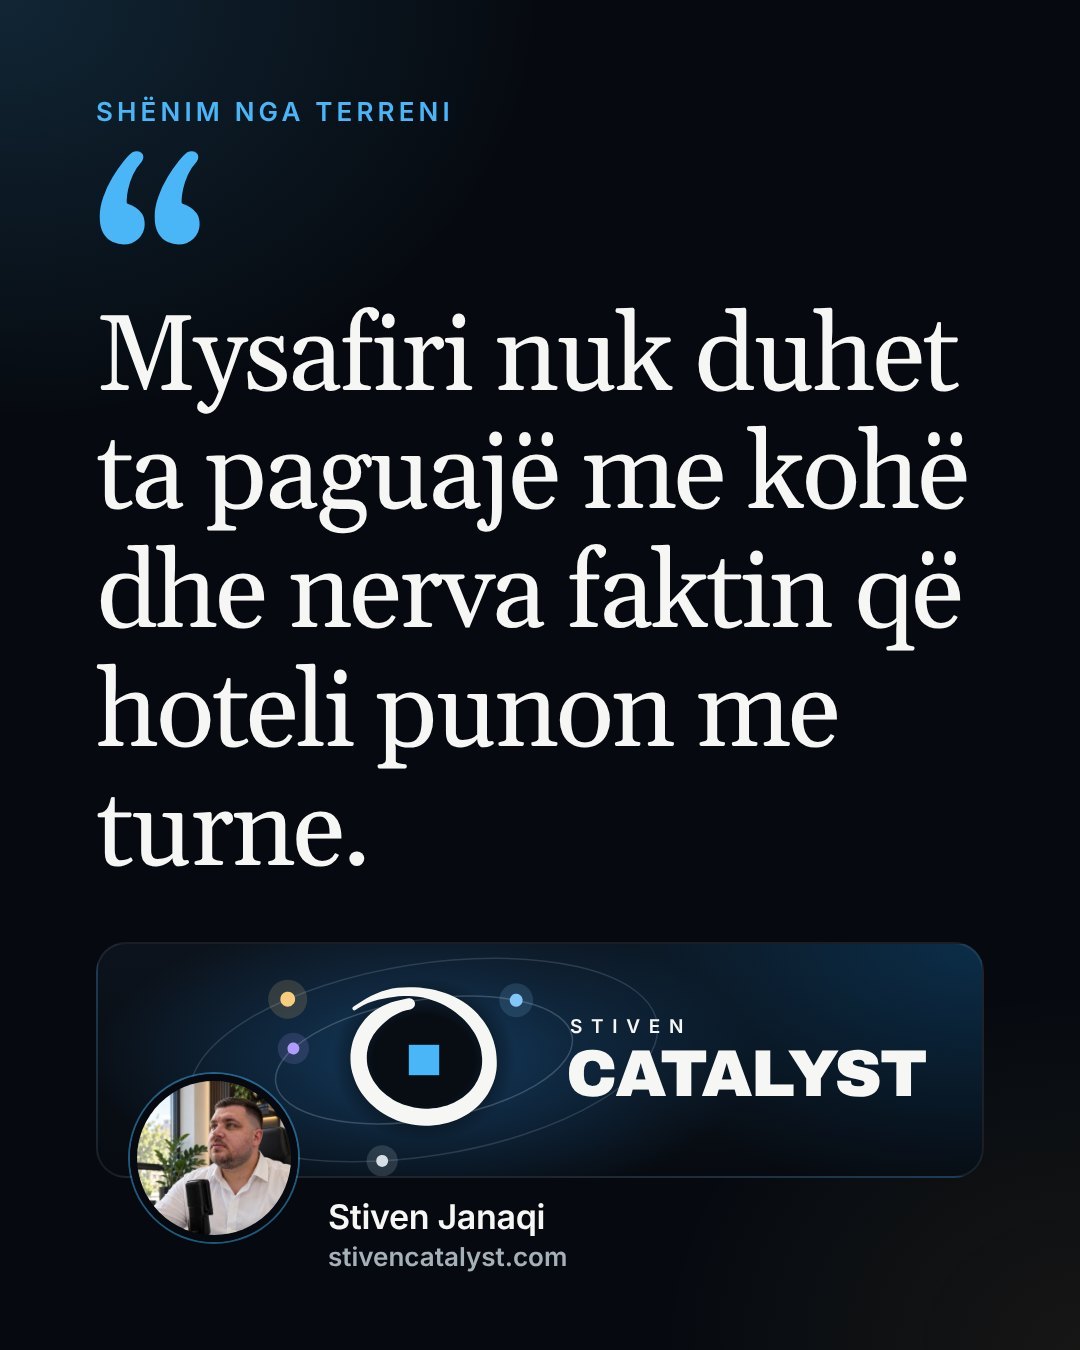 SHËNIM NGA TERRENI
“
Mysafiri nuk duhet
ta paguajë me kohë
dhe nerva faktin që
hoteli punon me
turne.
STIVEN
CATALYST
Stiven Janaqi
stivencatalyst.com